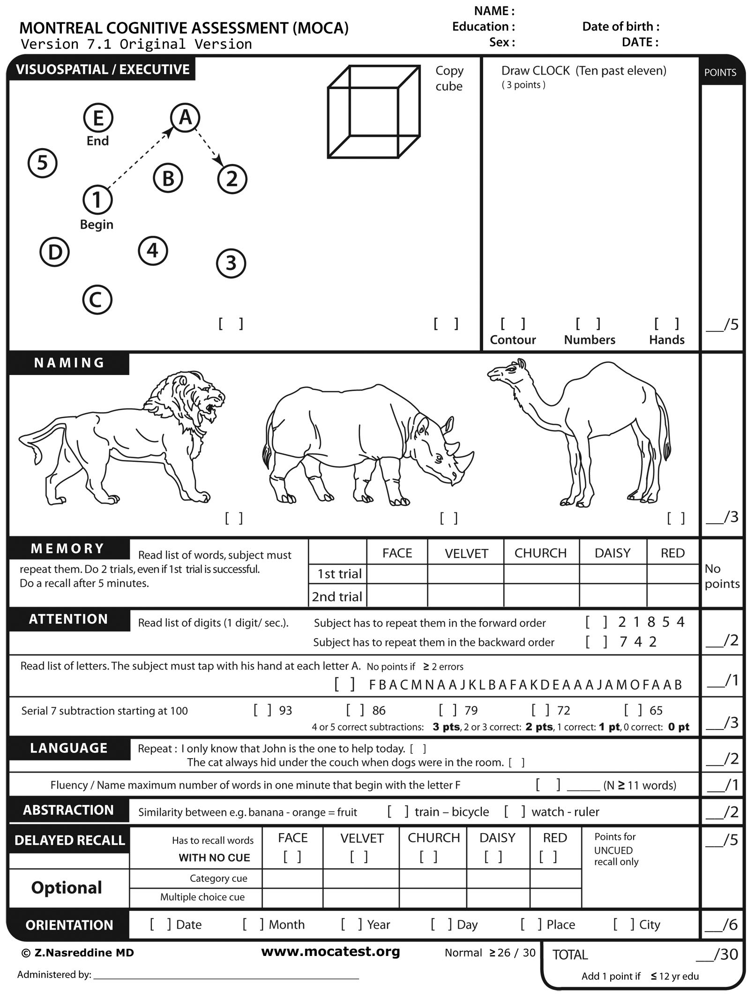 NAME :
MONTREAL COGNITIVE ASSESSMENT (MOCA)
Education :
Date of birth :
Version 7.1 Original Version
Sex :
DATE :
VISUOSPATIAL / EXECUTIVE
Copy
cube
Draw CLOCK (Ten past eleven)
( 3 points )
POINTS
E
End
A
5
B
2
1
Begin
D
4
3
C
[ ]
[ ]
[ ] [ ] [ ]
Contour Numbers Hands
__/5
NAMING
[ ] [ ] [ ]
__/3
MEMORY
Read list of words, subject must
repeat them. Do 2 trials, even if 1st trial is successful.
Do a recall after 5 minutes.
FACE VELVET CHURCH DAISY RED
1st trial
2nd trial
No
points
ATTENTION
Read list of digits (1 digit/ sec.).
Subject has to repeat them in the forward order [ ] 2 1 8 5 4
Subject has to repeat them in the backward order [ ] 7 4 2
__/2
Read list of letters. The subject must tap with his hand at each letter A. No points if ≥ 2 errors
[ ] F B A C M N A A J K L B A F A K D E A A A J A M O F A A B
__/1
Serial 7 subtraction starting at 100 [ ] 93 [ ] 86 [ ] 79 [ ] 72 [ ] 65
4 or 5 correct subtractions: 3 pts, 2 or 3 correct: 2 pts, 1 correct: 1 pt, 0 correct: 0 pt
__/3
LANGUAGE
Repeat : I only know that John is the one to help today. [ ]
The cat always hid under the couch when dogs were in the room. [ ]
__/2
Fluency / Name maximum number of words in one minute that begin with the letter F [ ] _____ (N ≥ 11 words)
__/1
ABSTRACTION
Similarity between e.g. banana - orange = fruit [ ] train – bicycle [ ] watch - ruler
__/2
DELAYED RECALL
Has to recall words
WITH NO CUE
FACE VELVET CHURCH DAISY RED
[ ] [ ] [ ] [ ] [ ]
Points for
UNCUED
recall only
__/5
Optional
Category cue
Multiple choice cue
ORIENTATION
[ ] Date [ ] Month [ ] Year [ ] Day [ ] Place [ ] City
__/6
© Z.Nasreddine MD
www.mocatest.org
Normal ≥ 26 / 30
TOTAL __/30
Administered by: ____________________
Add 1 point if ≤ 12 yr edu